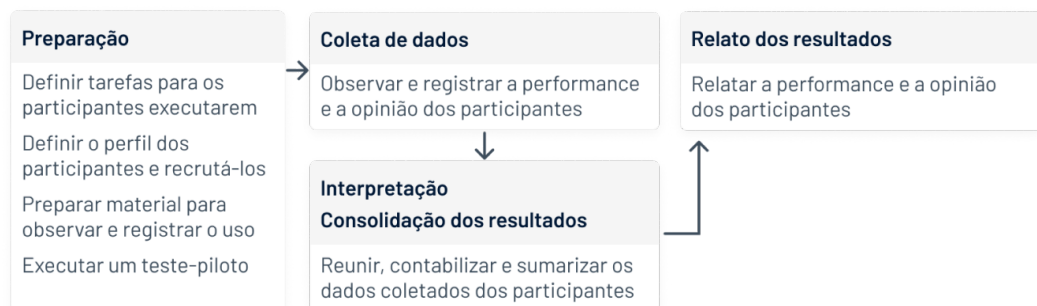 Preparação
Definir tarefas para os
participantes executarem
Definir o perfil dos
participantes e recrutá-los
Preparar material para
observar e registrar o uso
Executar um teste-piloto
Coleta de dados
Observar e registrar a performance
e a opinião dos participantes
Interpretação
Consolidação dos resultados
Reunir, contabilizar e sumarizar os
dados coletados dos participantes
Relato dos resultados
Relatar a performance e a opinião
dos participantes